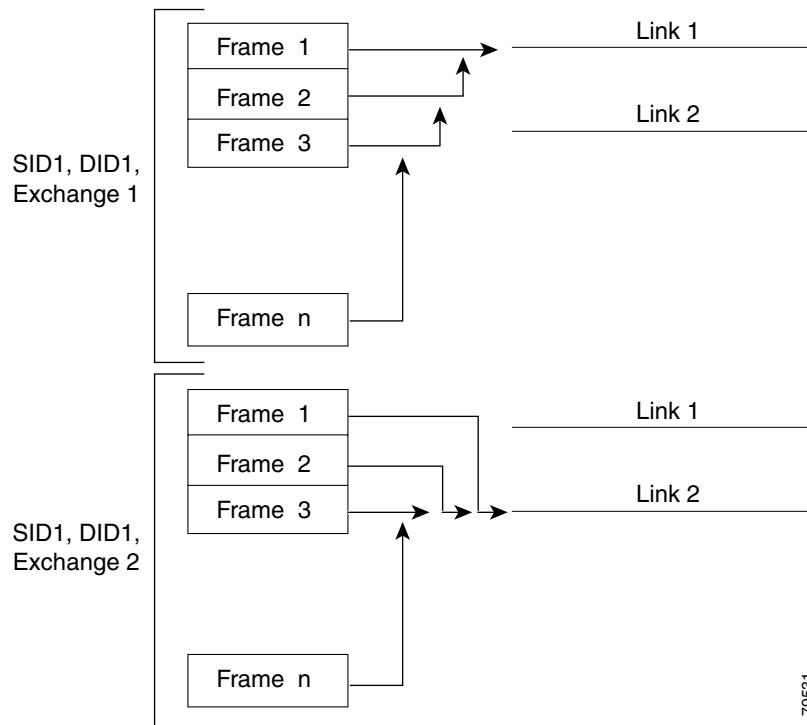 Frame 1
Link 1
Frame 2
Link 2
Frame 3
SID1, DID1,
Exchange 1
Frame n
Frame 1
Link 1
Frame 2
Link 2
Frame 3
SID1, DID1,
Exchange 2
Frame n
79531